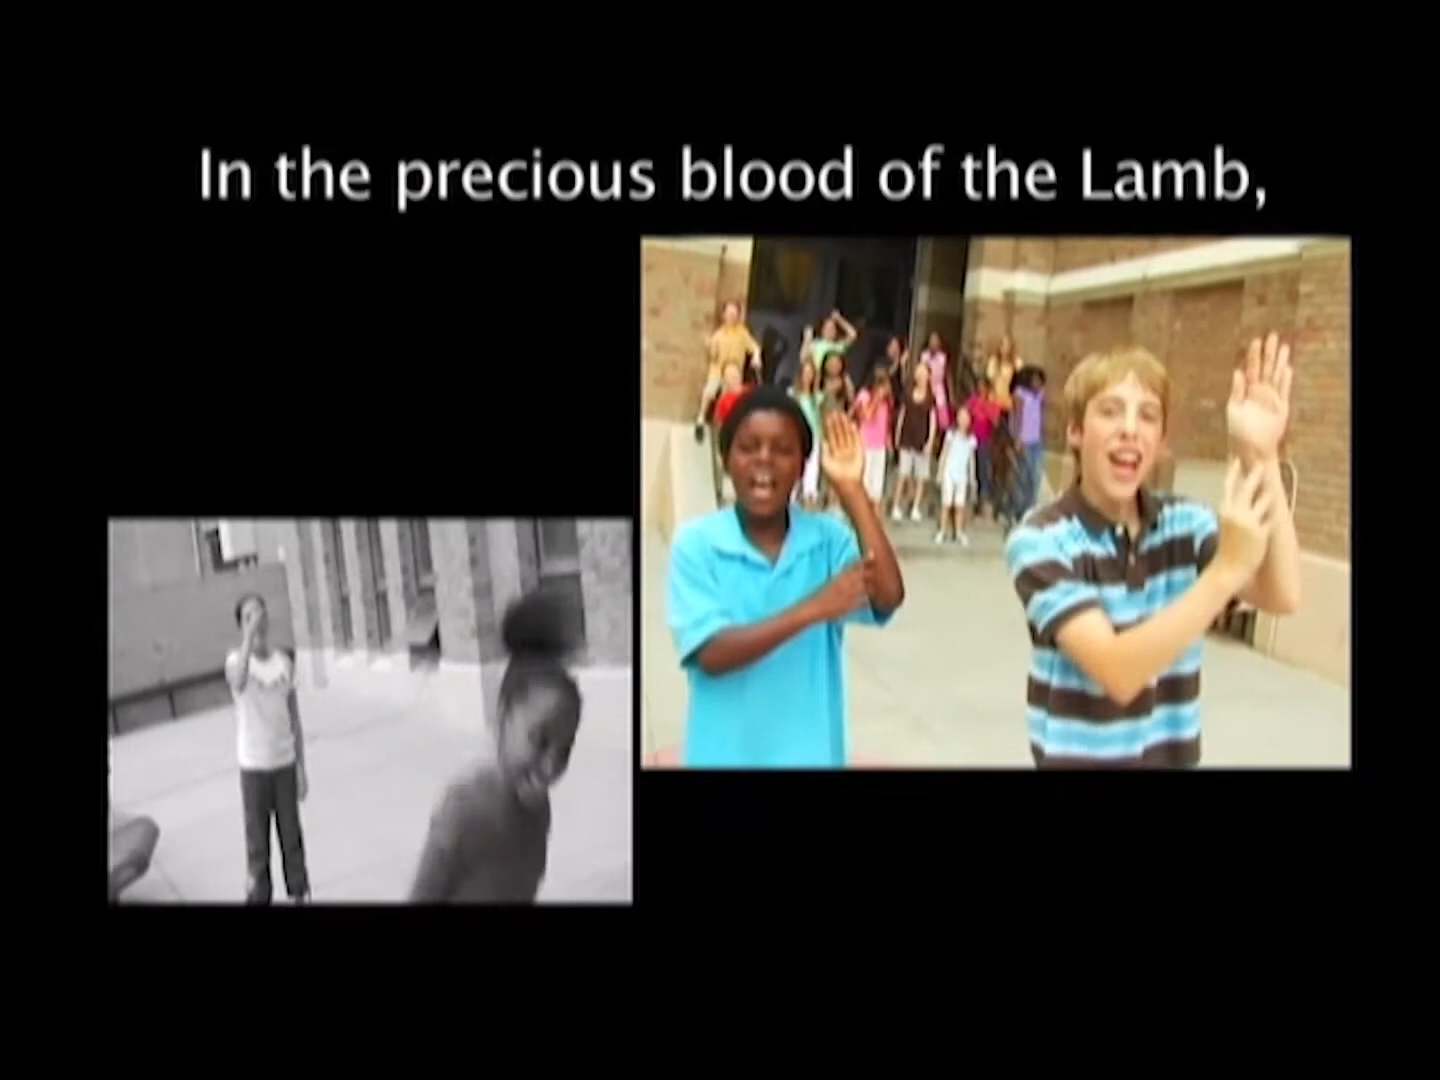 In the precious blood of the Lamb,